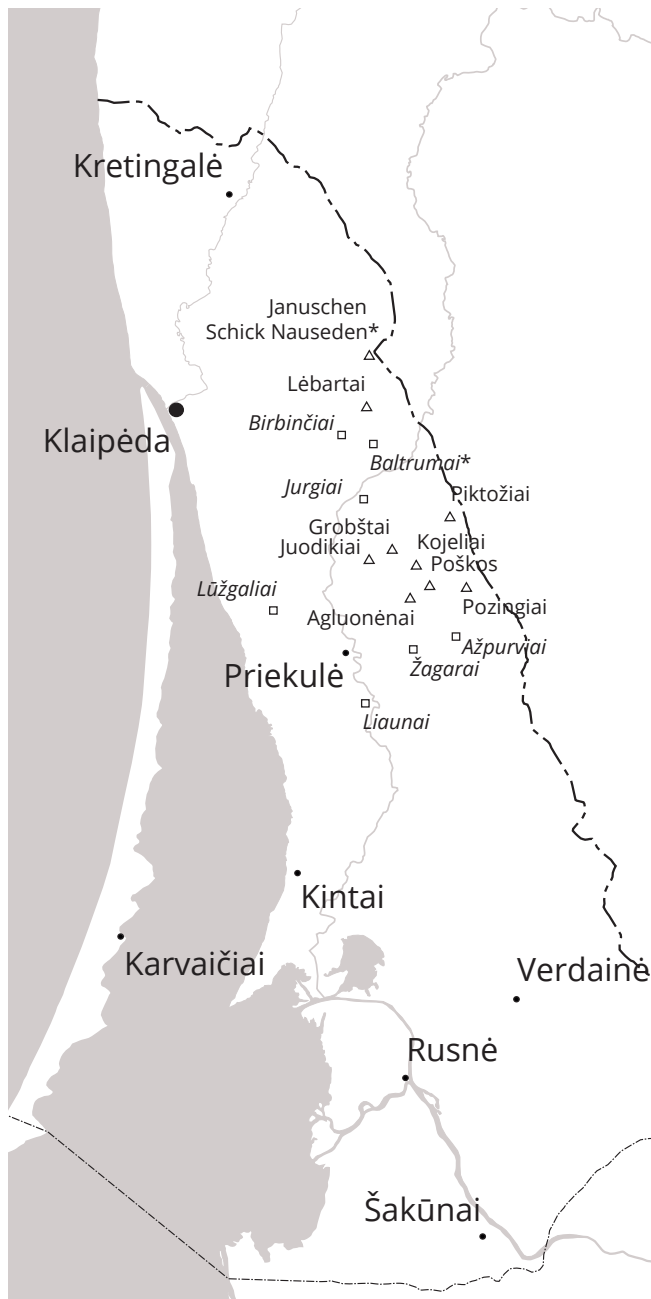 Kretingalė
Januschen
Schick Nauseden*
Lėbartai
Birbinčiai
Klaipėda
Baltrumai*
Jurgiai
Piktožiai
Grobštai
Kojeliai
Juodikiai
Poškos
Lūžgaliai
Pozingiai
Agluonėnai
Ažpurviai
Žagarai
Priekulė
Liaunai
Kintai
Karvaičiai
Verdainė
Rusnė
Šakūnai